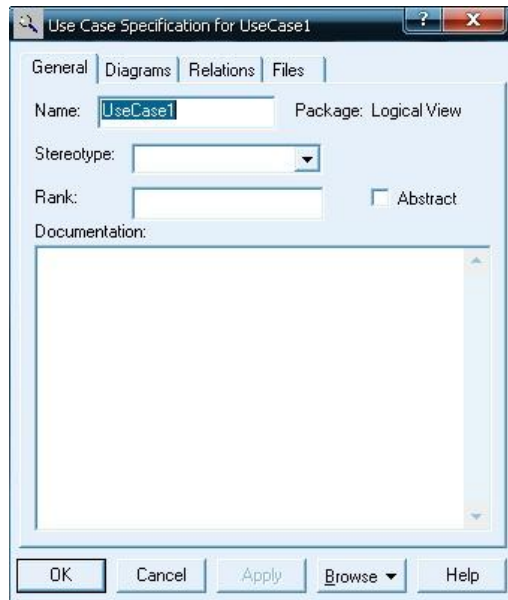 Use Case Specification for UseCase1 ?
General Diagrams Relations Files
Name: UseCase1 Package: Logical View
Stereotype:
Rank: Abstract
Documentation:
OK Cancel Apply Browse Help